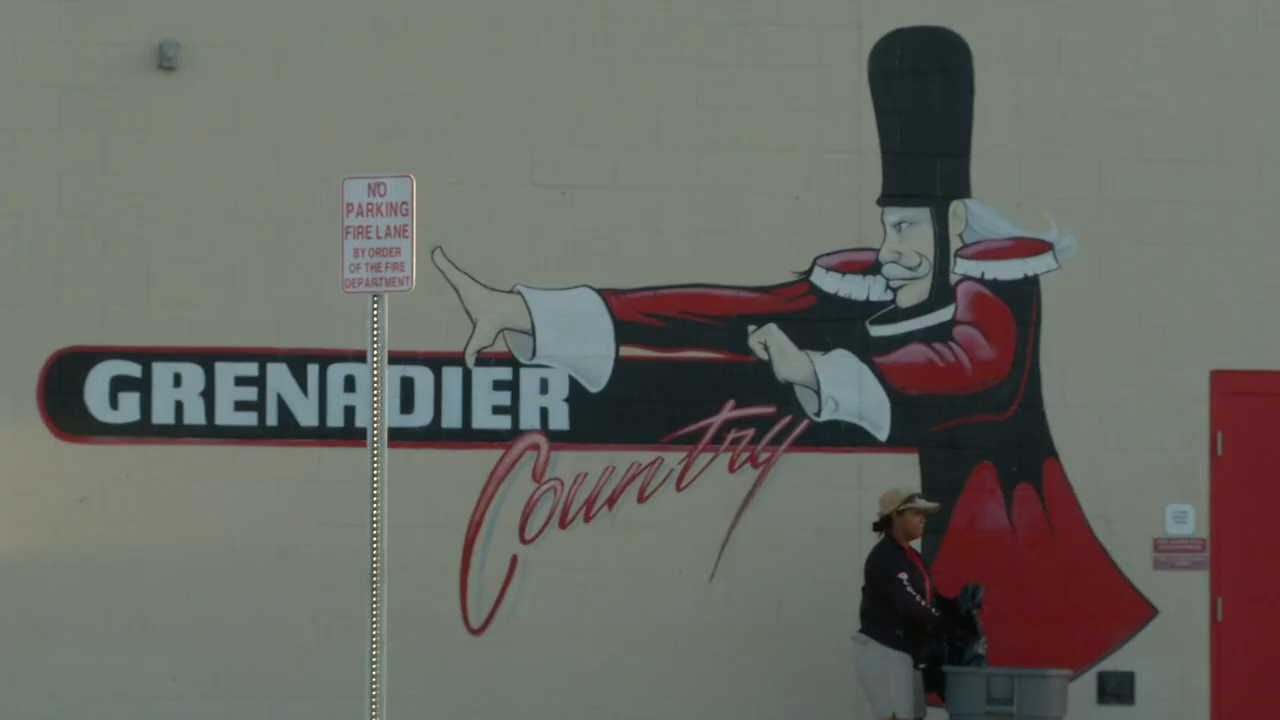 NO
PARKING
FIRE LANE
BY ORDER
OF THE FIRE
DEPARTMENT
GRENADIER
Country